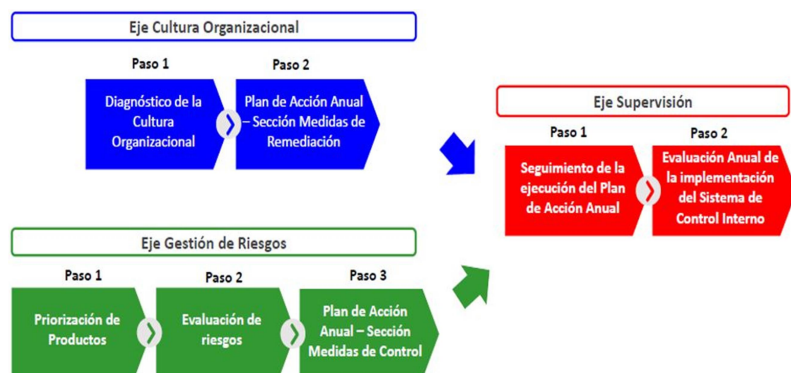 Eje Cultura Organizacional
Paso 1
Paso 2
Diagnóstico de la
Cultura
Organizacional
Plan de Acción Anual
– Sección Medidas de
Remediación
Eje Supervisión
Paso 1
Paso 2
Seguimiento de la
ejecución del Plan
de Acción Anual
Evaluación Anual de
la implementación
del Sistema de
Control Interno
Eje Gestión de Riesgos
Paso 1
Paso 2
Paso 3
Priorización de
Productos
Evaluación de
riesgos
Plan de Acción
Anual – Sección
Medidas de Control